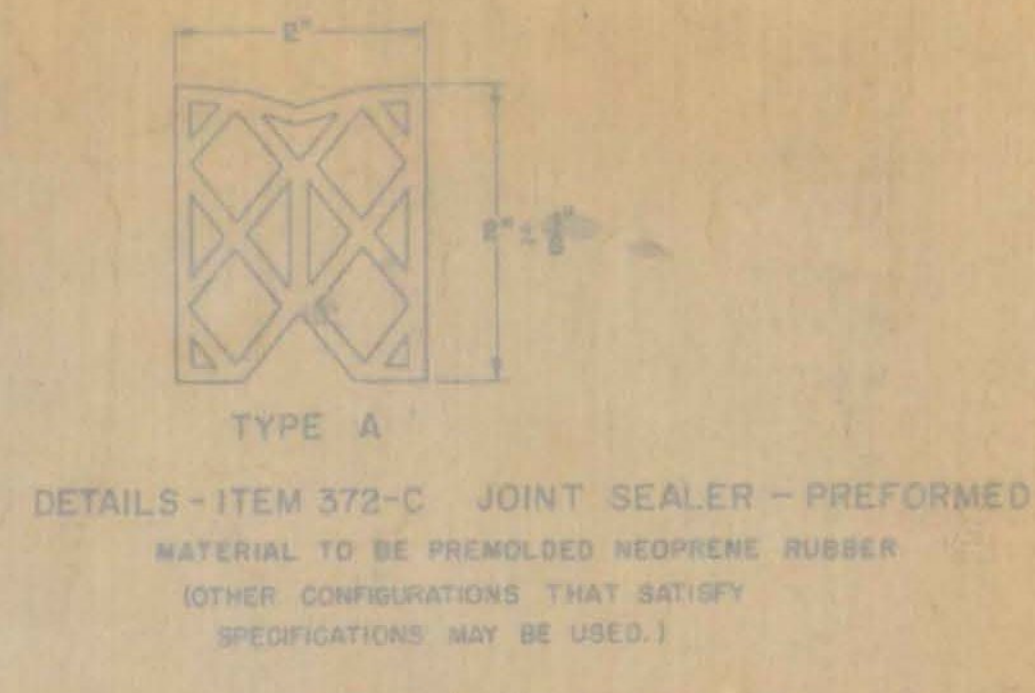 2"
2" ± 1/8"
TYPE A
DETAILS - ITEM 372-C JOINT SEALER - PREFORMED
MATERIAL TO BE PREMOLDED NEOPRENE RUBBER
(OTHER CONFIGURATIONS THAT SATISFY
SPECIFICATIONS MAY BE USED.)